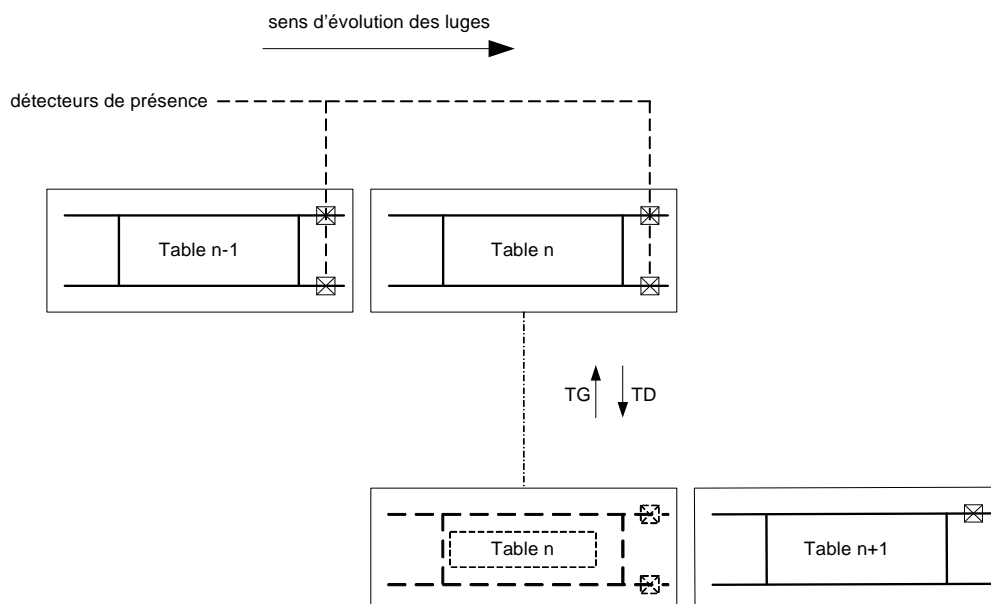 sens d'évolution des luges
détecteurs de présence
Table n-1
Table n
TG
TD
Table n
Table n+1